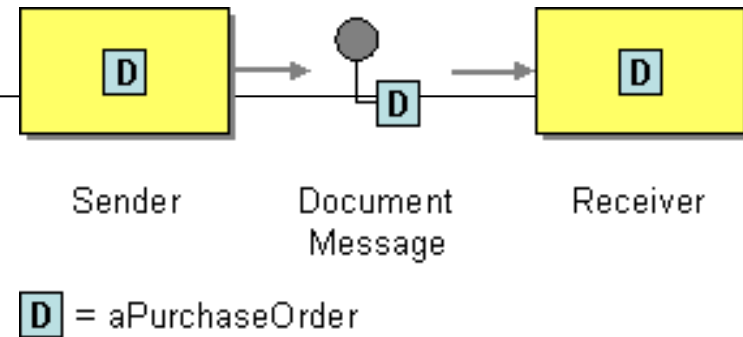 D D D
Sender Document Receiver
Message
D = aPurchaseOrder